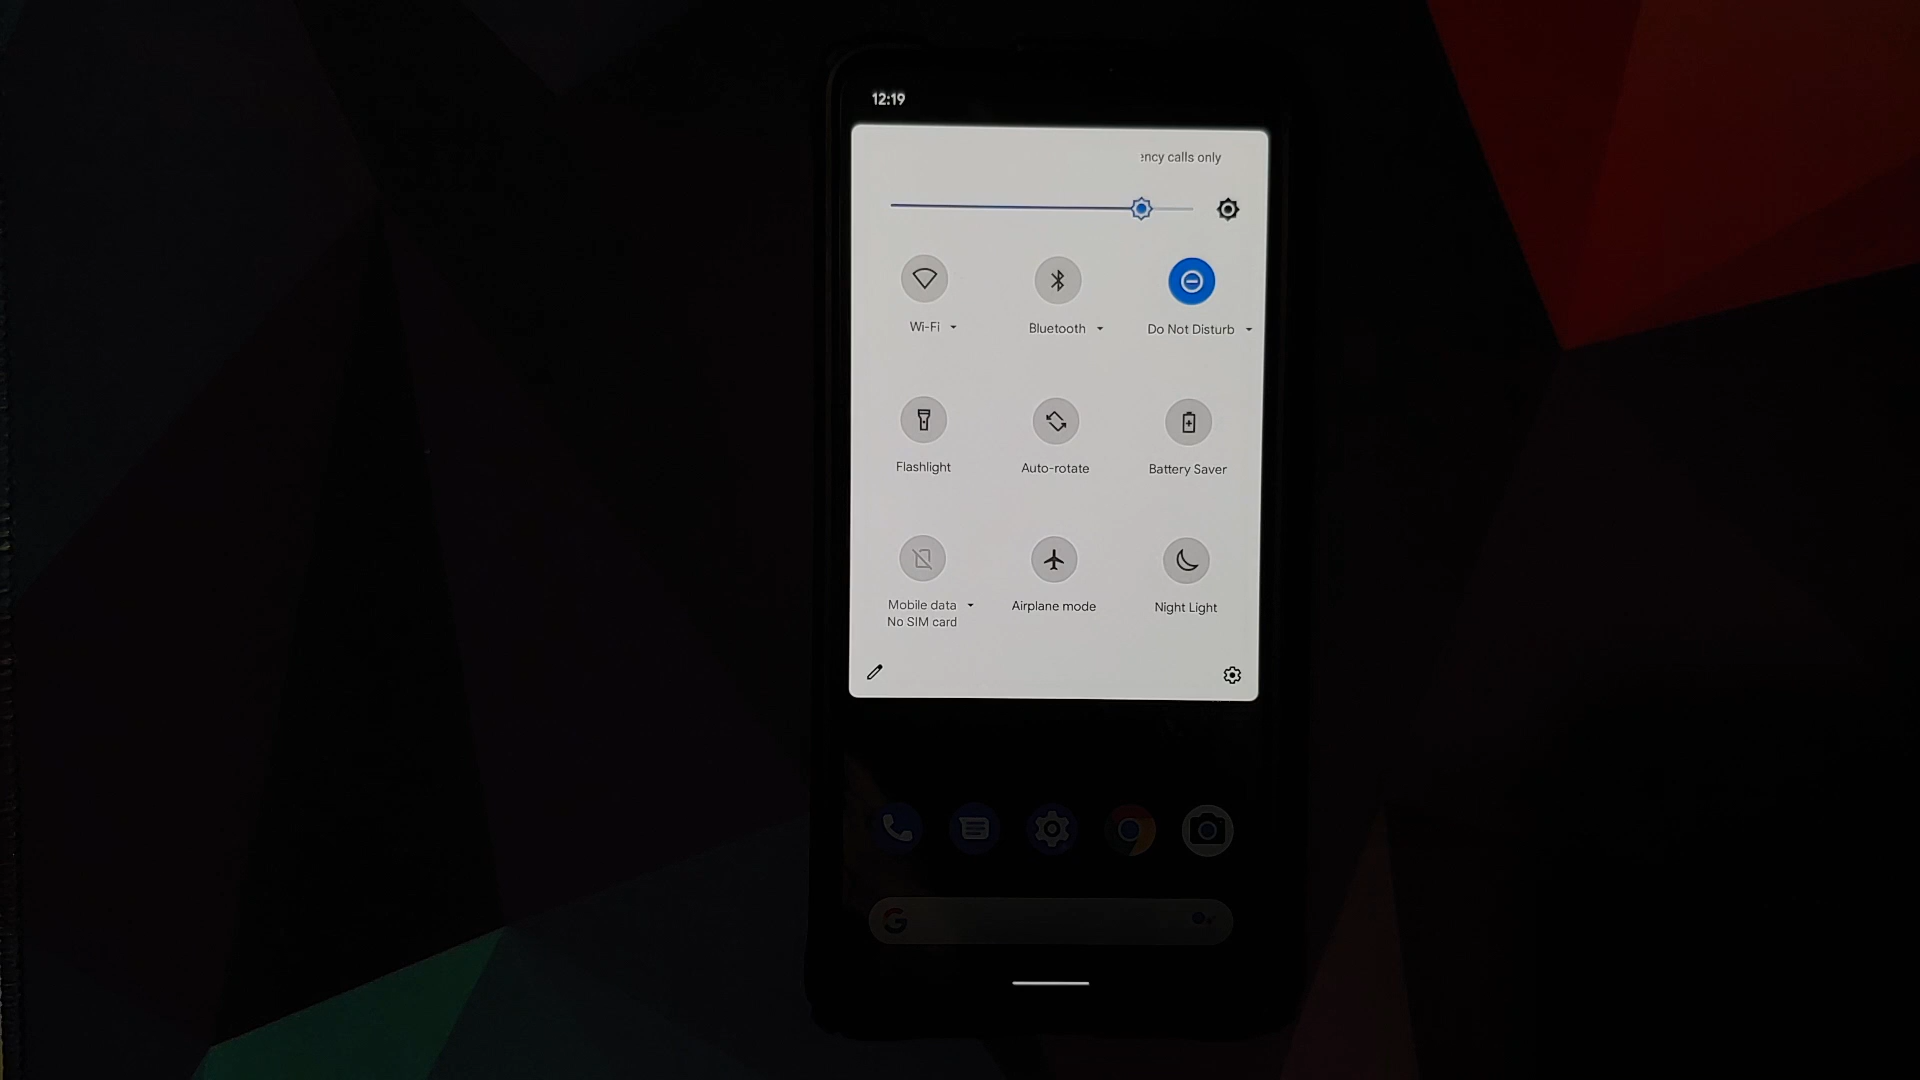 12:19
ency calls only
Wi-Fi
Bluetooth
Do Not Disturb
Flashlight
Auto-rotate
Battery Saver
Mobile data
No SIM card
Airplane mode
Night Light
G